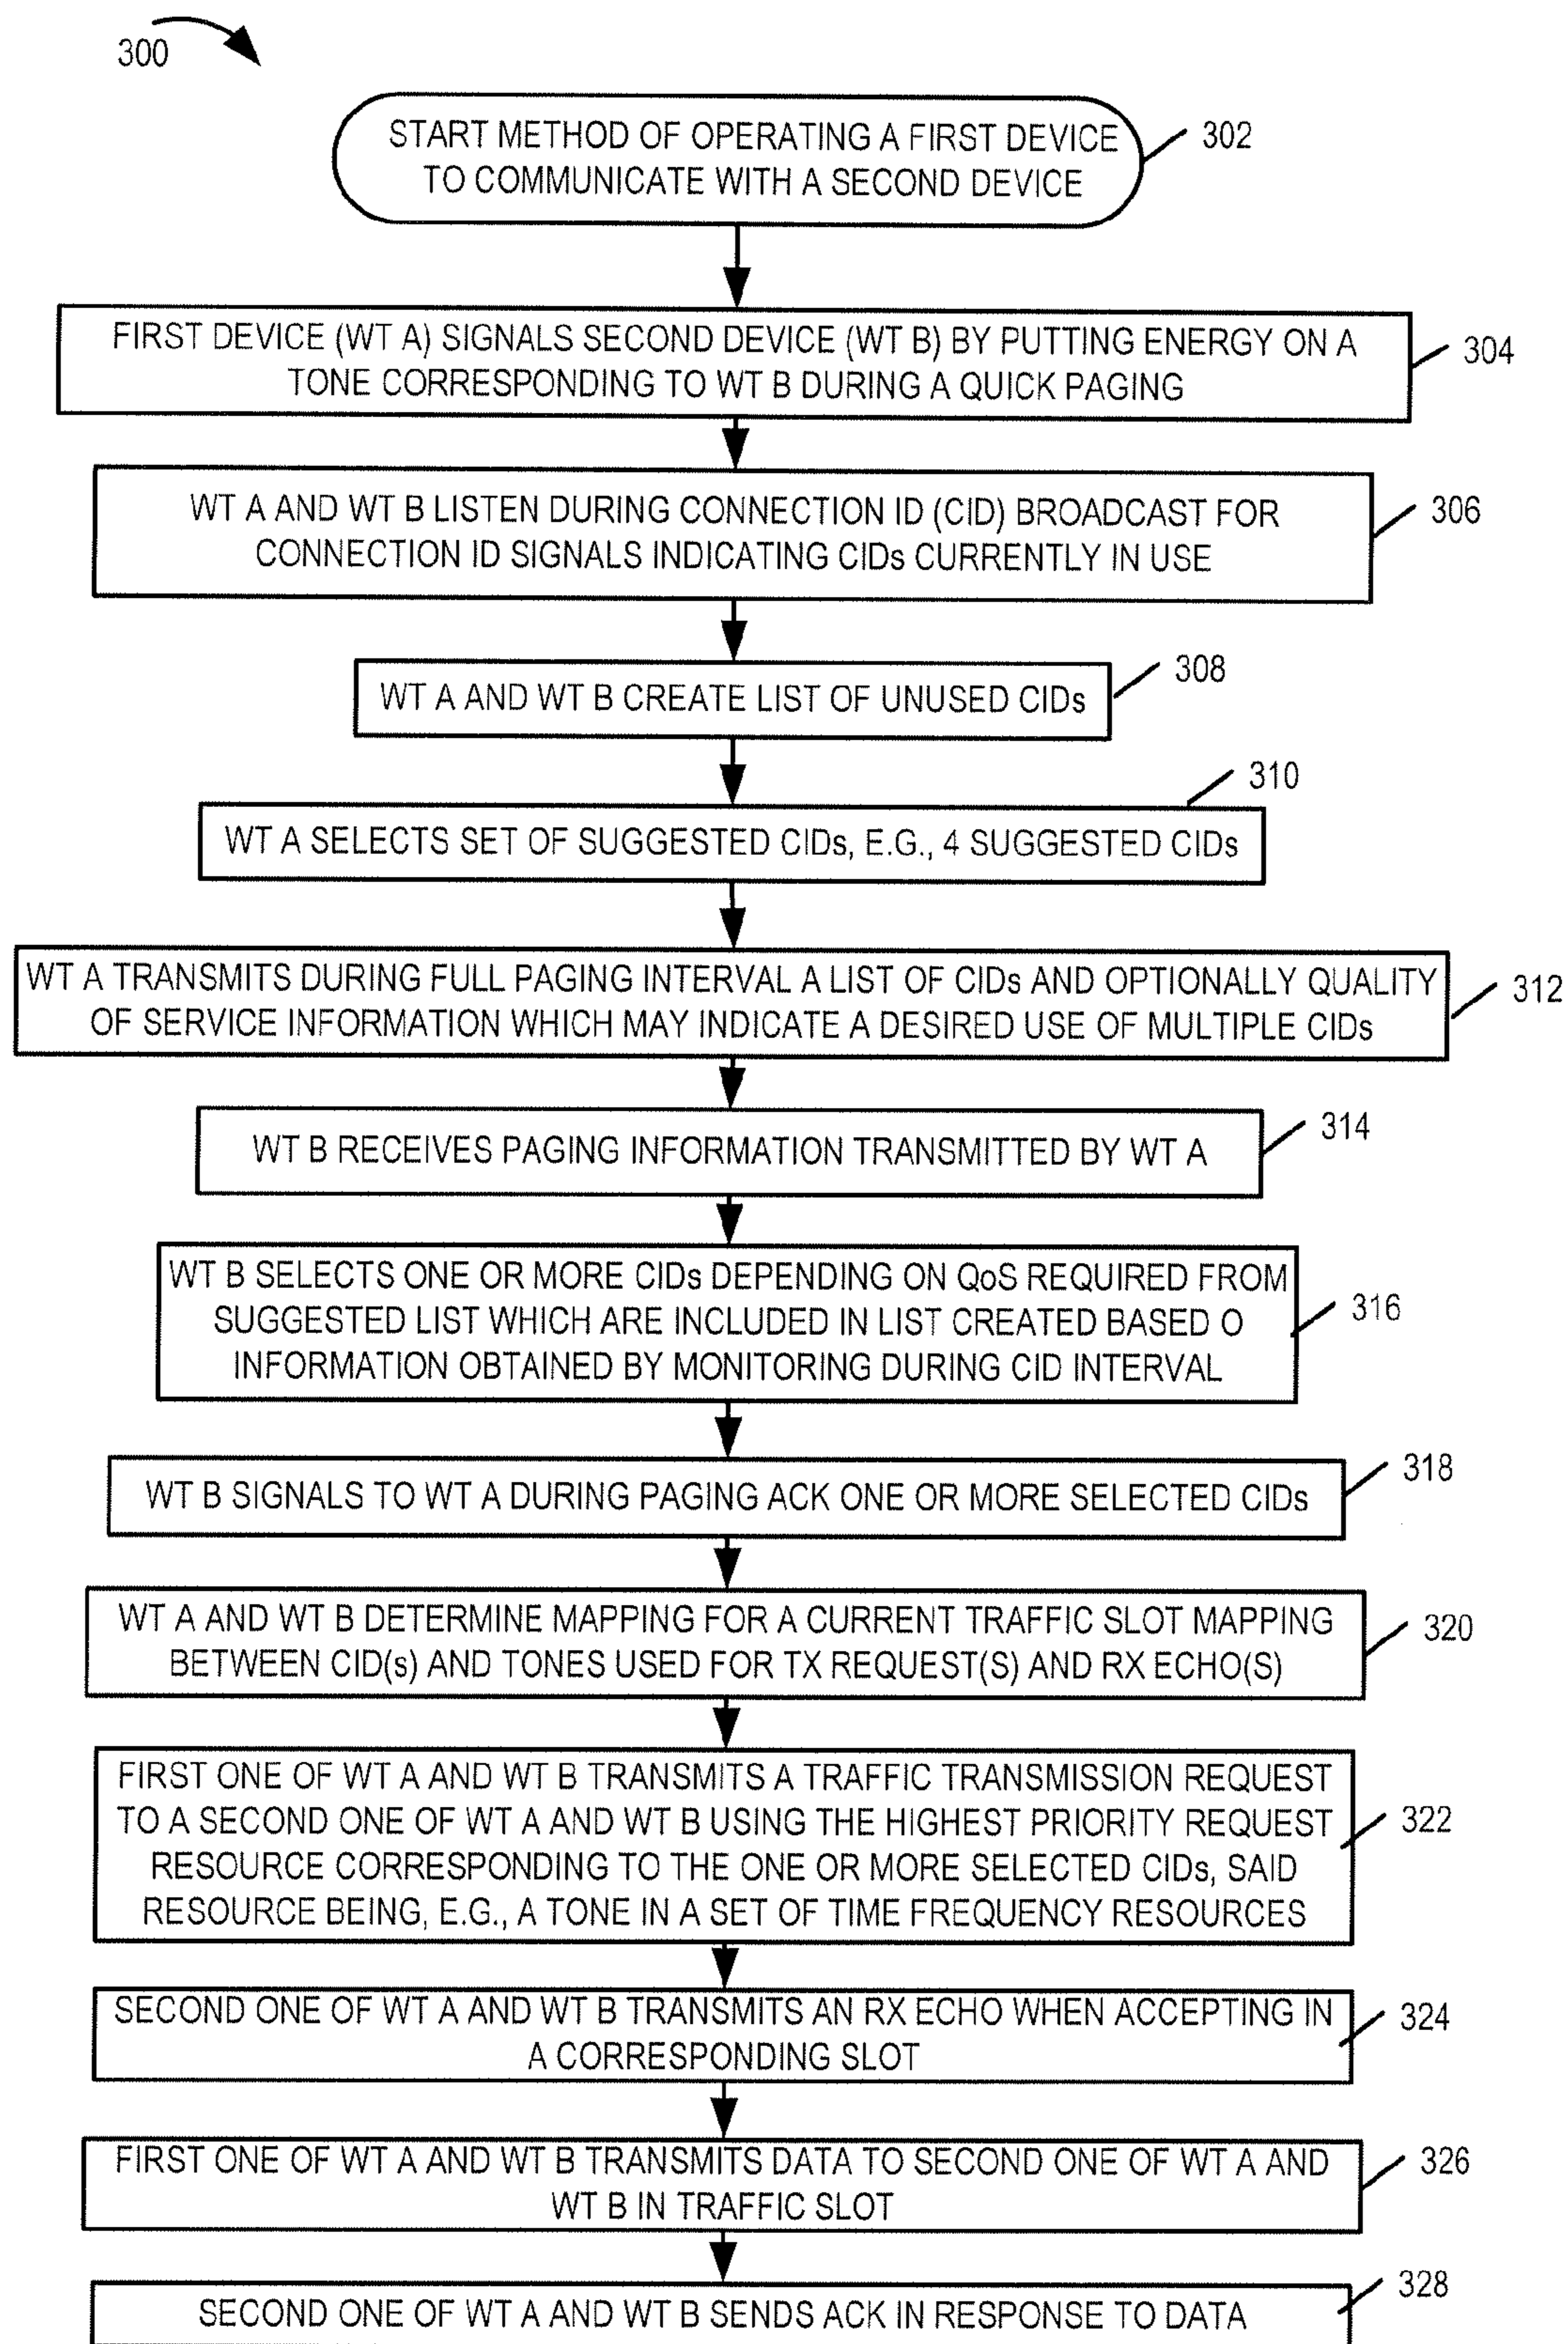 300
START METHOD OF OPERATING A FIRST DEVICE
TO COMMUNICATE WITH A SECOND DEVICE
302
FIRST DEVICE (WT A) SIGNALS SECOND DEVICE (WT B) BY PUTTING ENERGY ON A
TONE CORRESPONDING TO WT B DURING A QUICK PAGING
304
WT A AND WT B LISTEN DURING CONNECTION ID (CID) BROADCAST FOR
CONNECTION ID SIGNALS INDICATING CIDs CURRENTLY IN USE
306
WT A AND WT B CREATE LIST OF UNUSED CIDs
308
310
WT A SELECTS SET OF SUGGESTED CIDs, E.G., 4 SUGGESTED CIDs
WT A TRANSMITS DURING FULL PAGING INTERVAL A LIST OF CIDs AND OPTIONALLY QUALITY
OF SERVICE INFORMATION WHICH MAY INDICATE A DESIRED USE OF MULTIPLE CIDs
312
WT B RECEIVES PAGING INFORMATION TRANSMITTED BY WT A
314
WT B SELECTS ONE OR MORE CIDs DEPENDING ON QoS REQUIRED FROM
SUGGESTED LIST WHICH ARE INCLUDED IN LIST CREATED BASED O
INFORMATION OBTAINED BY MONITORING DURING CID INTERVAL
316
WT B SIGNALS TO WT A DURING PAGING ACK ONE OR MORE SELECTED CIDs
318
WT A AND WT B DETERMINE MAPPING FOR A CURRENT TRAFFIC SLOT MAPPING
BETWEEN CID(s) AND TONES USED FOR TX REQUEST(S) AND RX ECHO(S)
320
FIRST ONE OF WT A AND WT B TRANSMITS A TRAFFIC TRANSMISSION REQUEST
TO A SECOND ONE OF WT A AND WT B USING THE HIGHEST PRIORITY REQUEST
RESOURCE CORRESPONDING TO THE ONE OR MORE SELECTED CIDs, SAID
RESOURCE BEING, E.G., A TONE IN A SET OF TIME FREQUENCY RESOURCES
322
SECOND ONE OF WT A AND WT B TRANSMITS AN RX ECHO WHEN ACCEPTING IN
A CORRESPONDING SLOT
324
FIRST ONE OF WT A AND WT B TRANSMITS DATA TO SECOND ONE OF WT A AND
WT B IN TRAFFIC SLOT
326
SECOND ONE OF WT A AND WT B SENDS ACK IN RESPONSE TO DATA
328